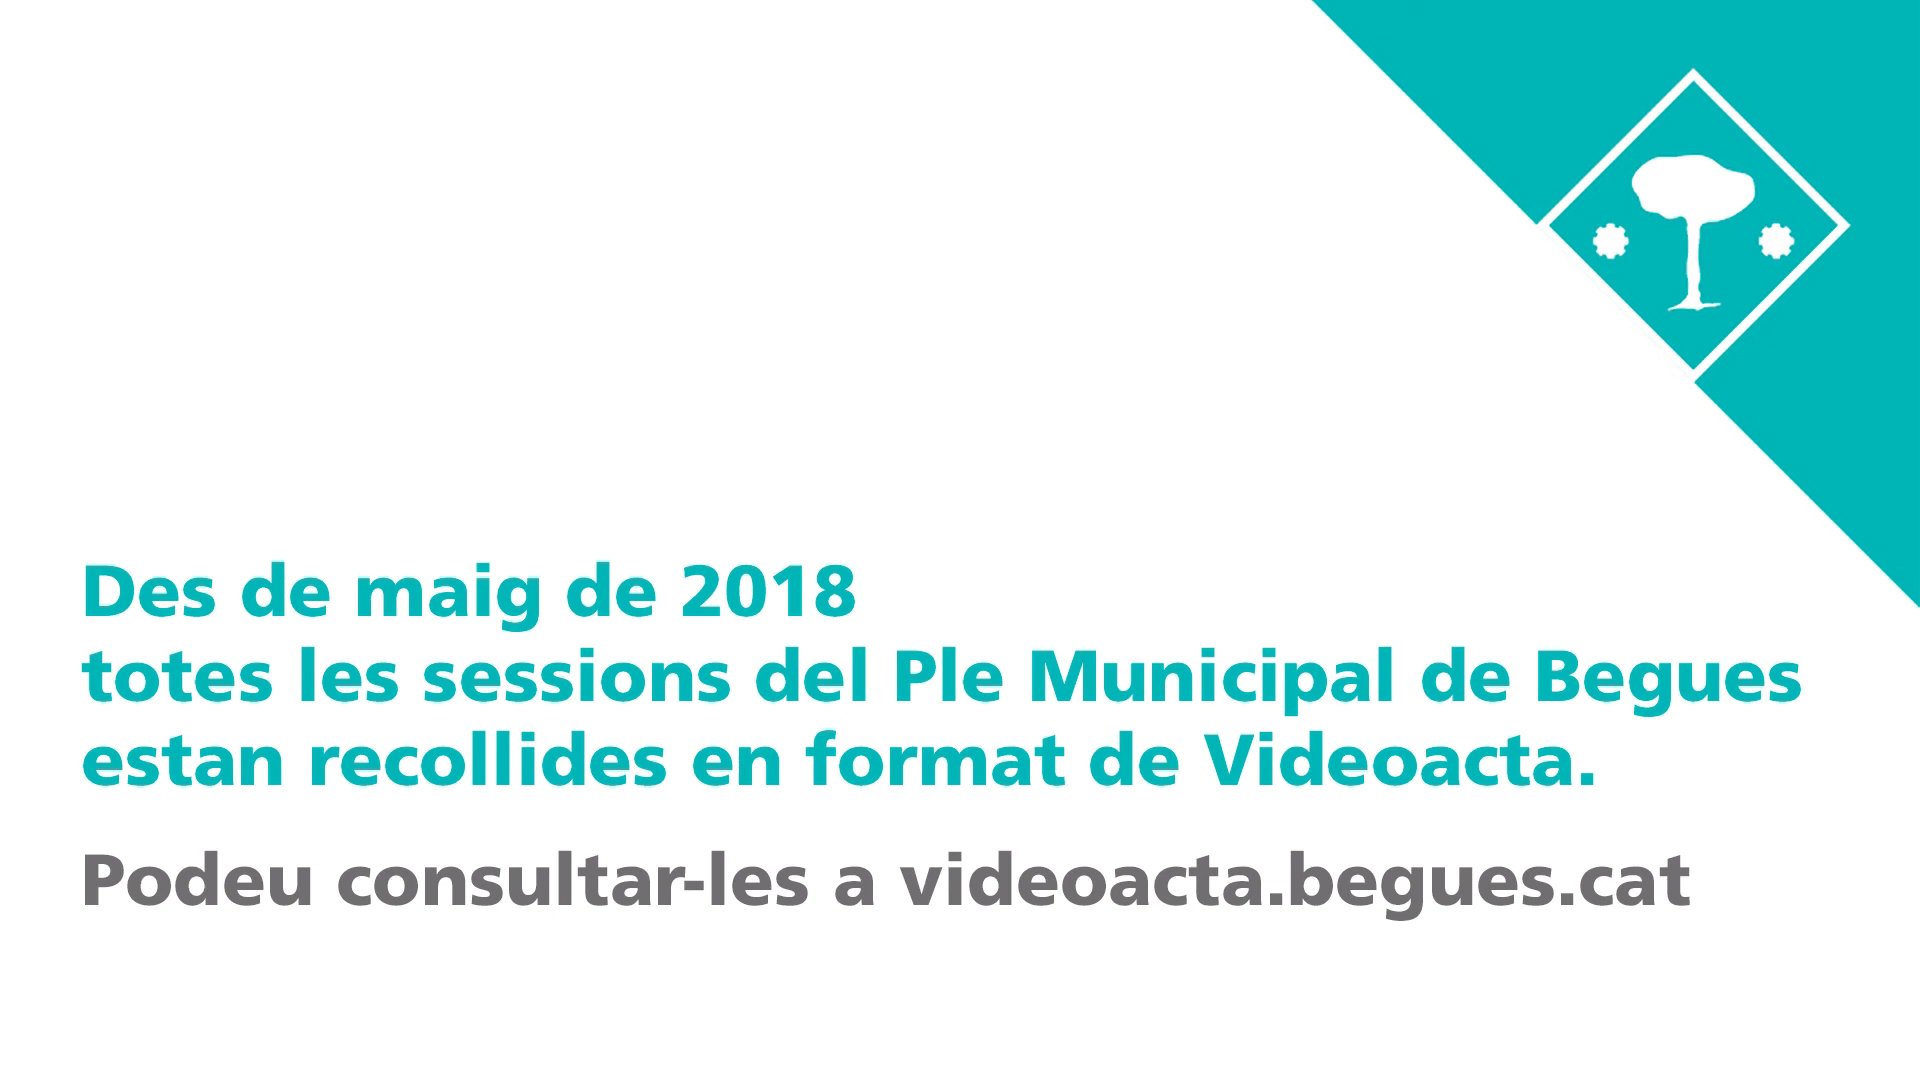 Des de maig de 2018
totes les sessions del Ple Municipal de Begues
estan recollides en format de Videoacta.
Podeu consultar-les a videoacta.begues.cat